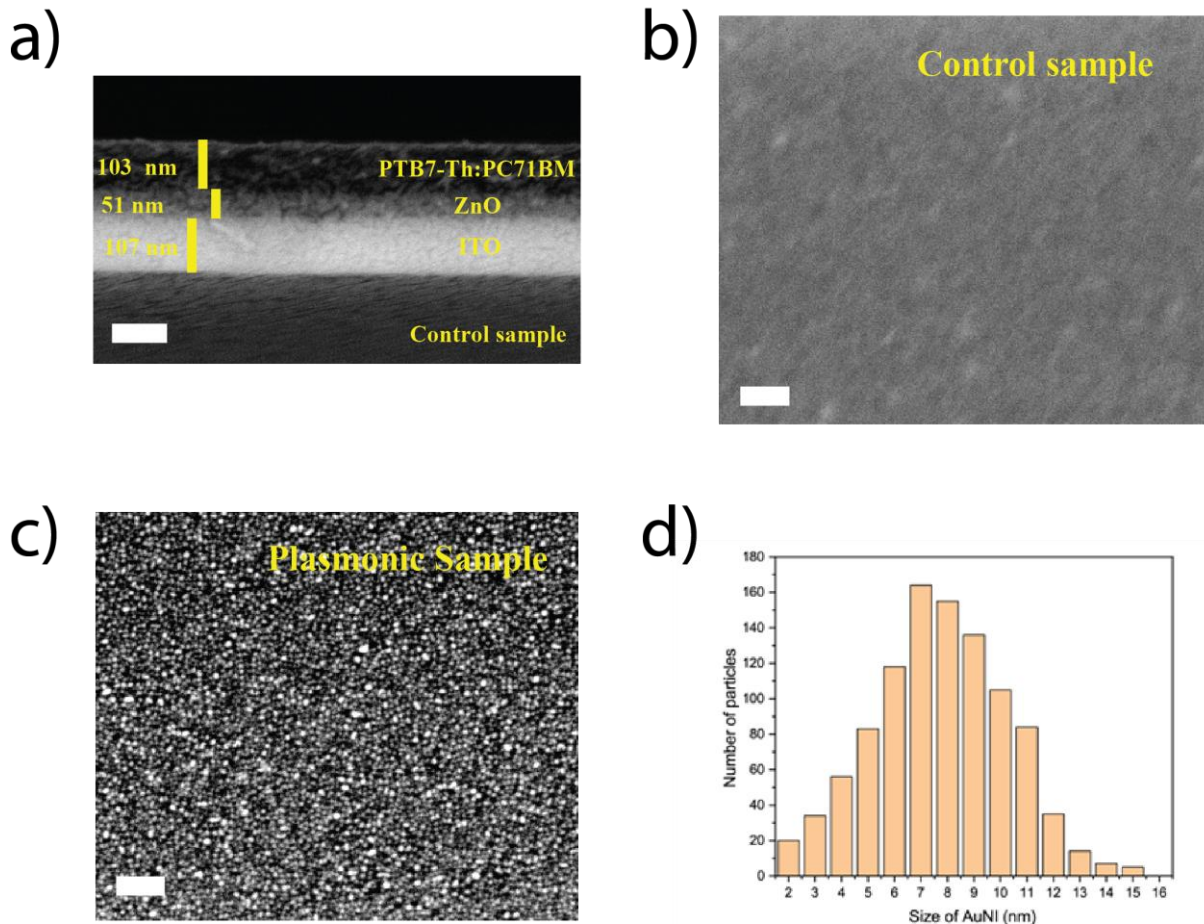 a)
103 nm
PTB7-Th:PC71BM
51 nm
ZnO
107 nm
ITO
Control sample
b)
Control sample
c)
Plasmonic Sample
d)
180
160
140
120
100
80
60
40
20
0
Number of particles
2 3 4 5 6 7 8 9 10 11 12 13 14 15 16
Size of AuNI (nm)